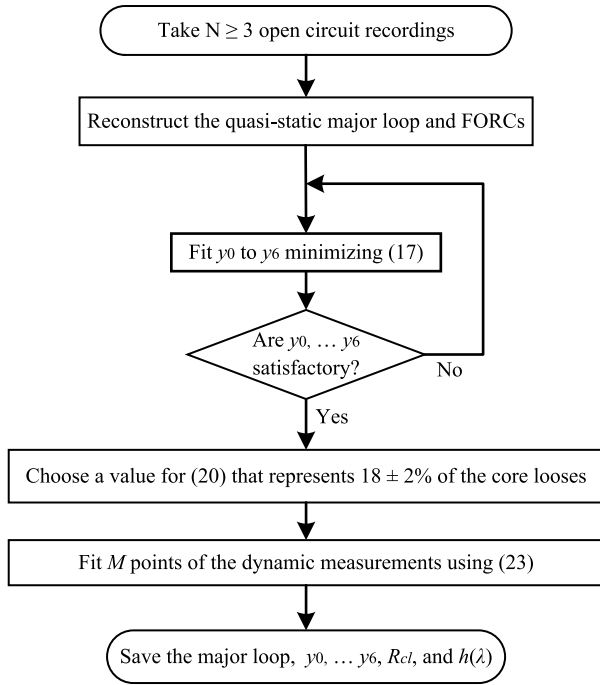 Take N ≥ 3 open circuit recordings
Reconstruct the quasi-static major loop and FORCs
Fit y0 to y6 minimizing (17)
Are y0, … y6
satisfactory?
No
Yes
Choose a value for (20) that represents 18 ± 2% of the core looses
Fit M points of the dynamic measurements using (23)
Save the major loop, y0, … y6, Rcl, and h(λ)